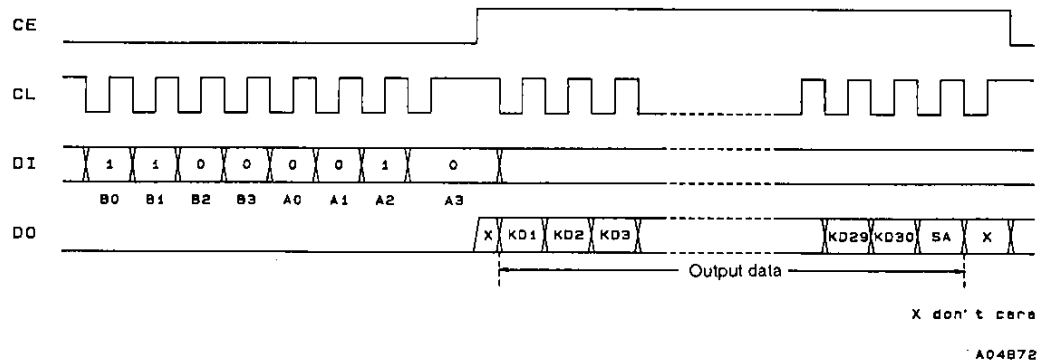 CE
CL
DI 1 1 0 0 0 0 1 0
B0 B1 B2 B3 A0 A1 A2 A3
DO X KD1 KD2 KD3 KD29 KD30 SA X
Output data
X don't care
A04872